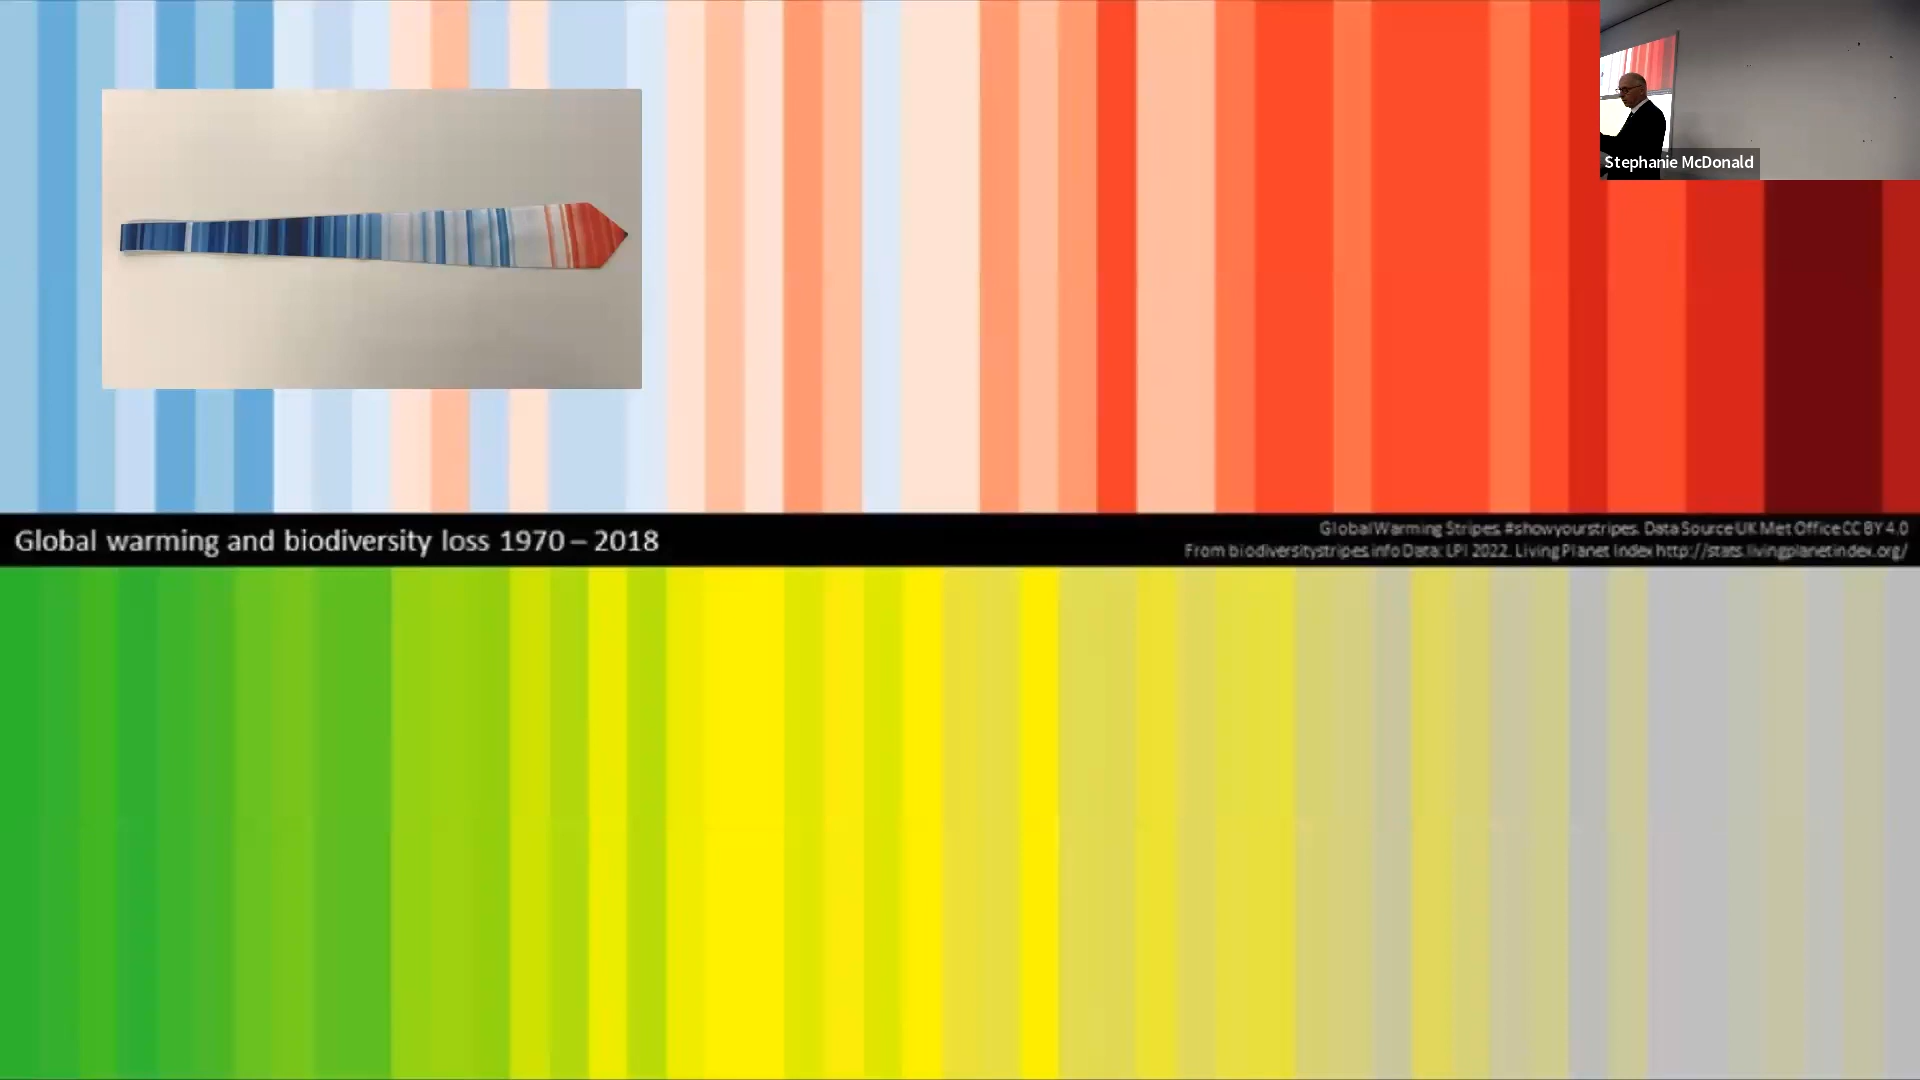 Stephanie McDonald
Global warming and biodiversity loss 1970 – 2018
Global Warming Stripes. #showyourstripes. Data Source UK Met Office CC BY 4.0
From biodiversitystripes.info Data: LPI 2022. Living Planet Index http://stats.livingplanetindex.org/